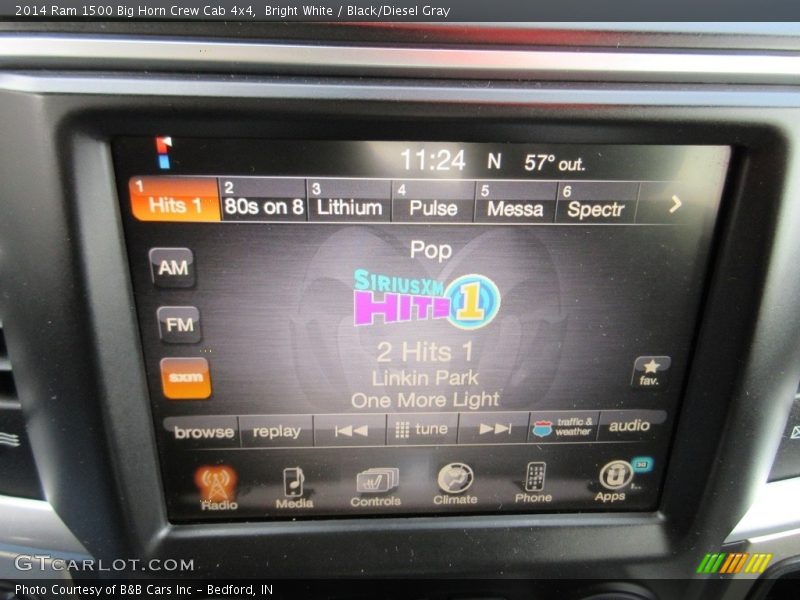 2014 Ram 1500 Big Horn Crew Cab 4x4,  Bright White / Black/Diesel Gray
11:24 N 57° out.
1 Hits 1 2 80s on 8 3 Lithium 4 Pulse 5 Messa 6 Spectr >
AM
Pop
SIRIUSXM
HITS 1
FM
2 Hits 1
sxm
Linkin Park
fav.
One More Light
browse replay tune traffic & weather audio
Radio Media Controls Climate Phone Apps
GTCARLOT.COM
Photo Courtesy of B&B Cars Inc - Bedford, IN